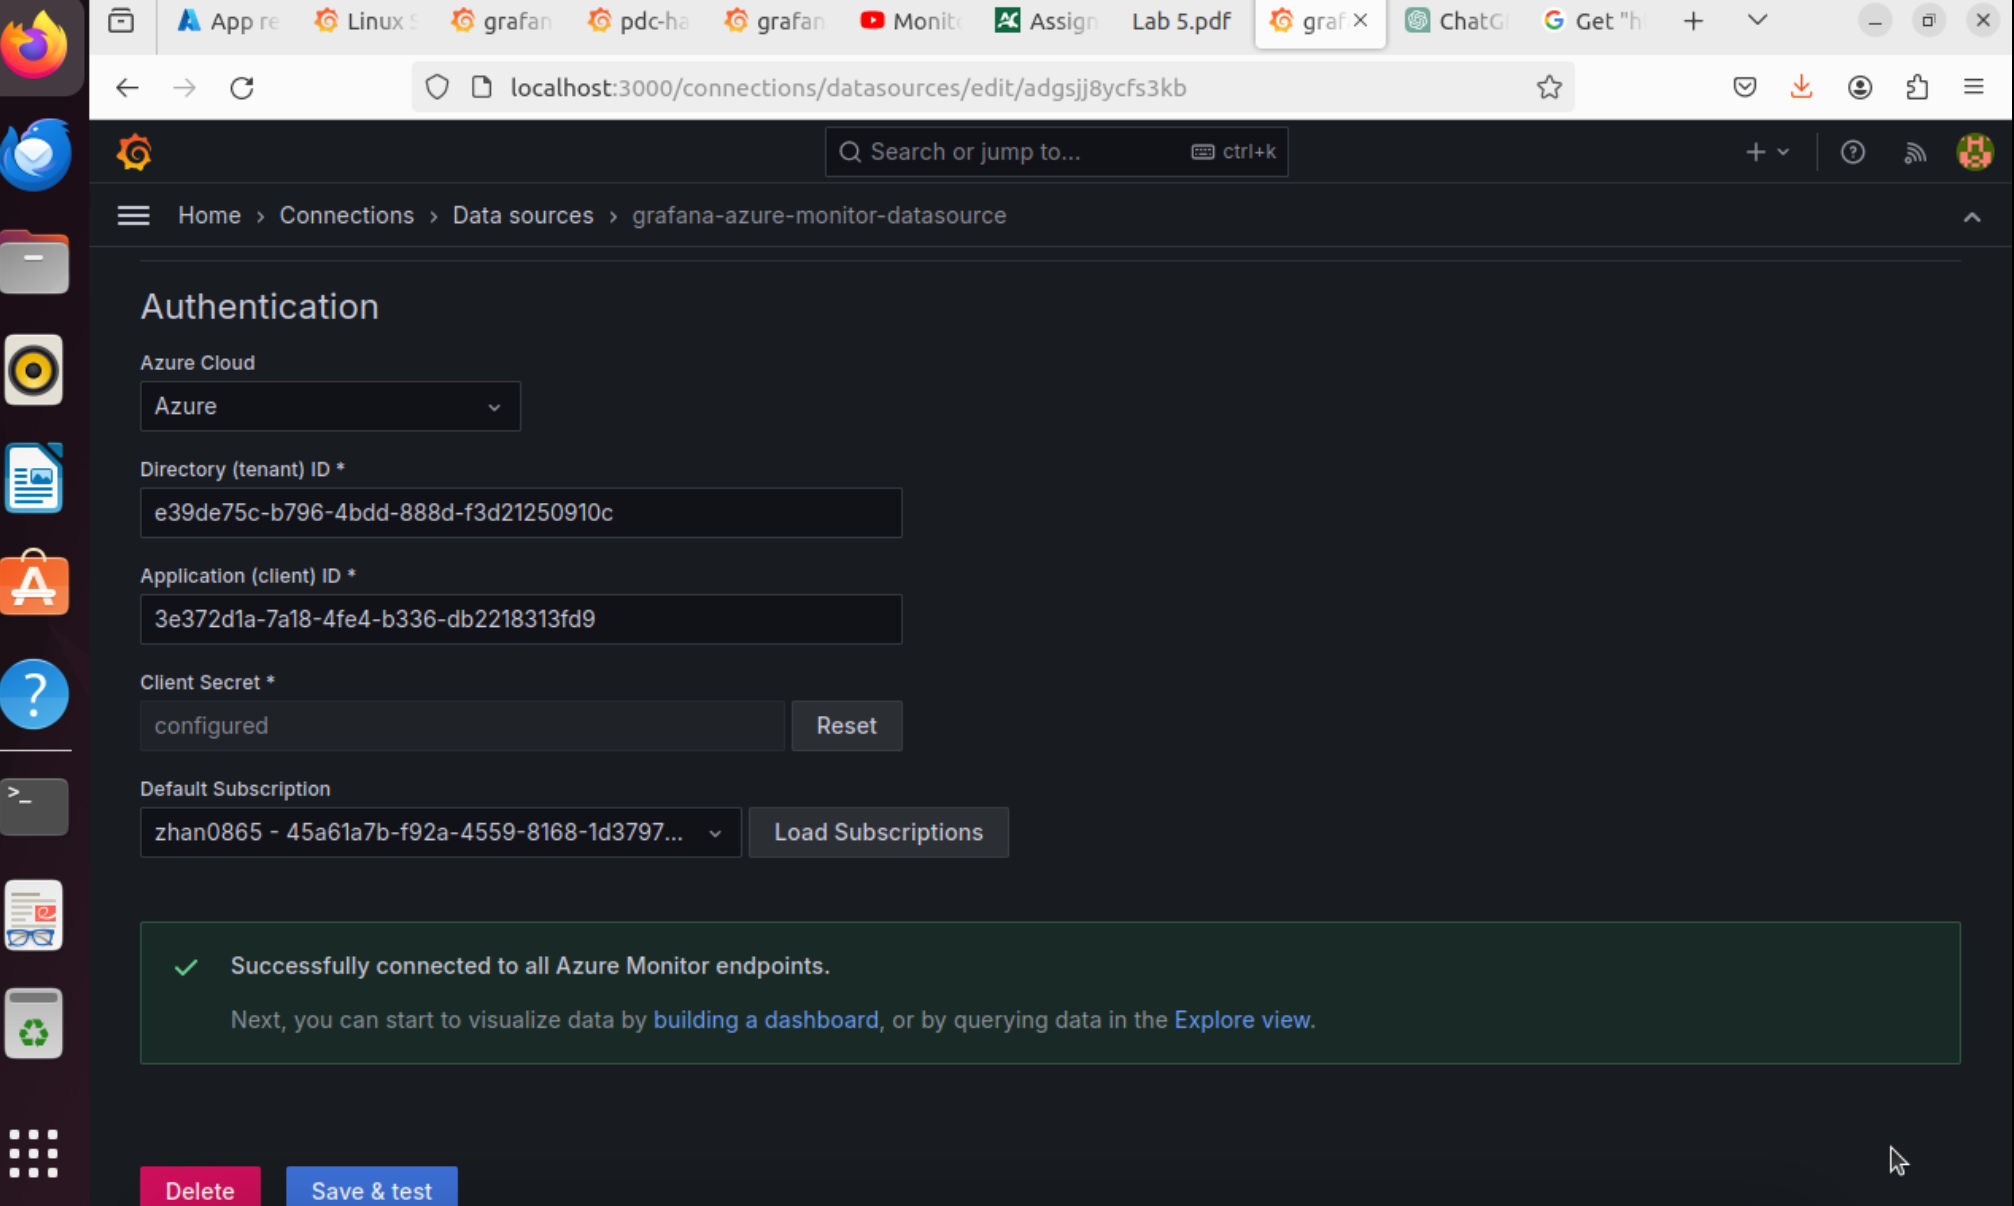 App re
Linux S
grafan
pdc-ha
grafan
Monito
Assign
Lab 5.pdf
graf
ChatG
Get "h
localhost:3000/connections/datasources/edit/adgsjj8ycfs3kb
Search or jump to...
ctrl+k
Home › Connections › Data sources › grafana-azure-monitor-datasource
Authentication
Azure Cloud
Azure
Directory (tenant) ID *
e39de75c-b796-4bdd-888d-f3d21250910c
Application (client) ID *
3e372d1a-7a18-4fe4-b336-db2218313fd9
Client Secret *
configured
Reset
Default Subscription
zhan0865 - 45a61a7b-f92a-4559-8168-1d3797...
Load Subscriptions
Successfully connected to all Azure Monitor endpoints.
Next, you can start to visualize data by building a dashboard, or by querying data in the Explore view.
Delete
Save & test